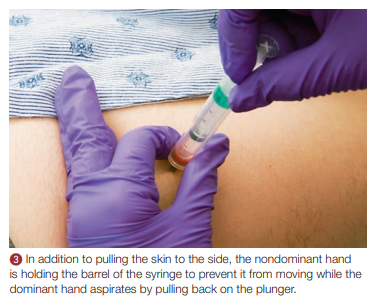 3 In addition to pulling the skin to the side, the nondominant hand
is holding the barrel of the syringe to prevent it from moving while the
dominant hand aspirates by pulling back on the plunger.